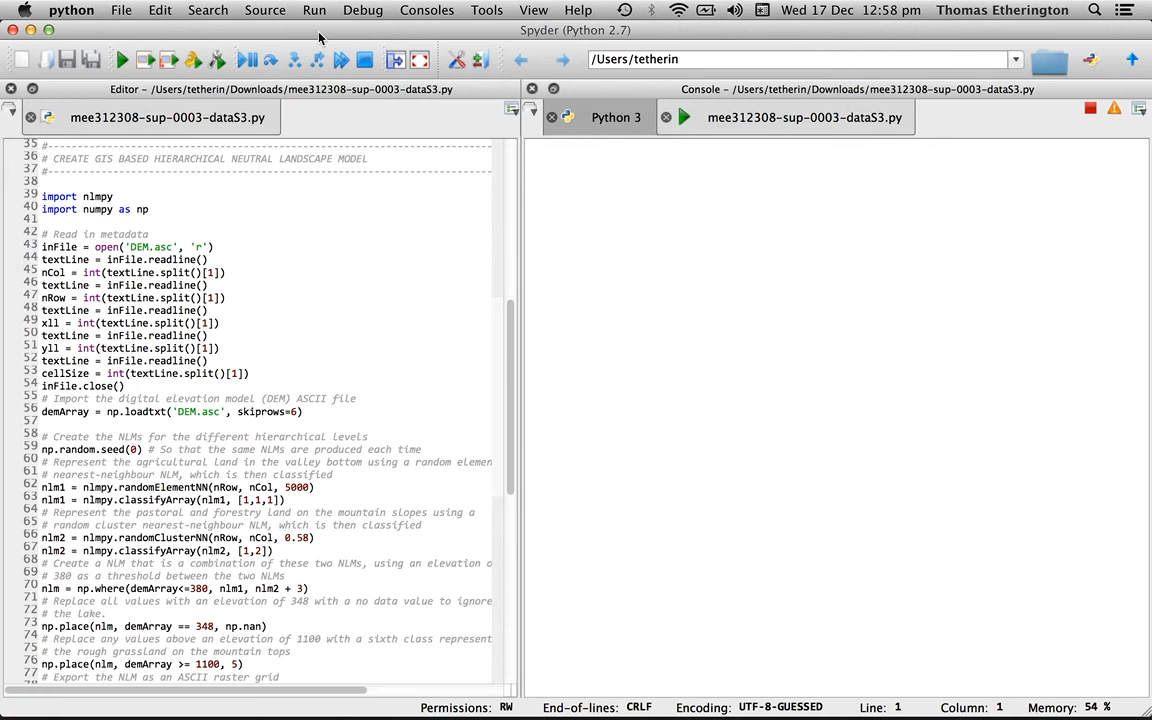 python File Edit Search Source Run Debug Consoles Tools View Help Wed 17 Dec 12:58 pm Thomas Etherington
Spyder (Python 2.7)
/Users/tetherin
Editor - /Users/tetherin/Downloads/mee312308-sup-0003-dataS3.py
Console - /Users/tetherin/Downloads/mee312308-sup-0003-dataS3.py
mee312308-sup-0003-dataS3.py
Python 3
mee312308-sup-0003-dataS3.py
35 #-----------------------------------------------------------------------
36 # CREATE GIS BASED HIERARCHICAL NEUTRAL LANDSCAPE MODEL
37 #-----------------------------------------------------------------------
38
39 import nlmpy
40 import numpy as np
41
42 # Read in metadata
43 inFile = open('DEM.asc', 'r')
44 textLine = inFile.readline()
45 nCol = int(textLine.split()[1])
46 textLine = inFile.readline()
47 nRow = int(textLine.split()[1])
48 textLine = inFile.readline()
49 xll = int(textLine.split()[1])
50 textLine = inFile.readline()
51 yll = int(textLine.split()[1])
52 textLine = inFile.readline()
53 cellSize = int(textLine.split()[1])
54 inFile.close()
55 # Import the digital elevation model (DEM) ASCII file
56 demArray = np.loadtxt('DEM.asc', skiprows=6)
57
58 # Create the NLMs for the different hierarchical levels
59 np.random.seed(0) # So that the same NLMs are produced each time
60 # Represent the agricultural land in the valley bottom using a random elemen
61 # nearest-neighbour NLM, which is then classified
62 nlm1 = nlmpy.randomElementNN(nRow, nCol, 5000)
63 nlm1 = nlmpy.classifyArray(nlm1, [1,1,1])
64 # Represent the pastoral and forestry land on the mountain slopes using a
65 # random cluster nearest-neighbour NLM, which is then classified
66 nlm2 = nlmpy.randomClusterNN(nRow, nCol, 0.58)
67 nlm2 = nlmpy.classifyArray(nlm2, [1,2])
68 # Create a NLM that is a combination of these two NLMs, using an elevation o
69 # 380 as a threshold between the two NLMs
70 nlm = np.where(demArray<=380, nlm1, nlm2 + 3)
71 # Replace all values with an elevation of 348 with a no data value to ignore
72 # the lake.
73 np.place(nlm, demArray == 348, np.nan)
74 # Replace any values above an elevation of 1100 with a sixth class represent
75 # the rough grassland on the mountain tops
76 np.place(nlm, demArray >= 1100, 5)
77 # Export the NLM as an ASCII raster grid
Permissions: RW End-of-lines: CRLF Encoding: UTF-8-GUESSED Line: 1 Column: 1 Memory: 54 %